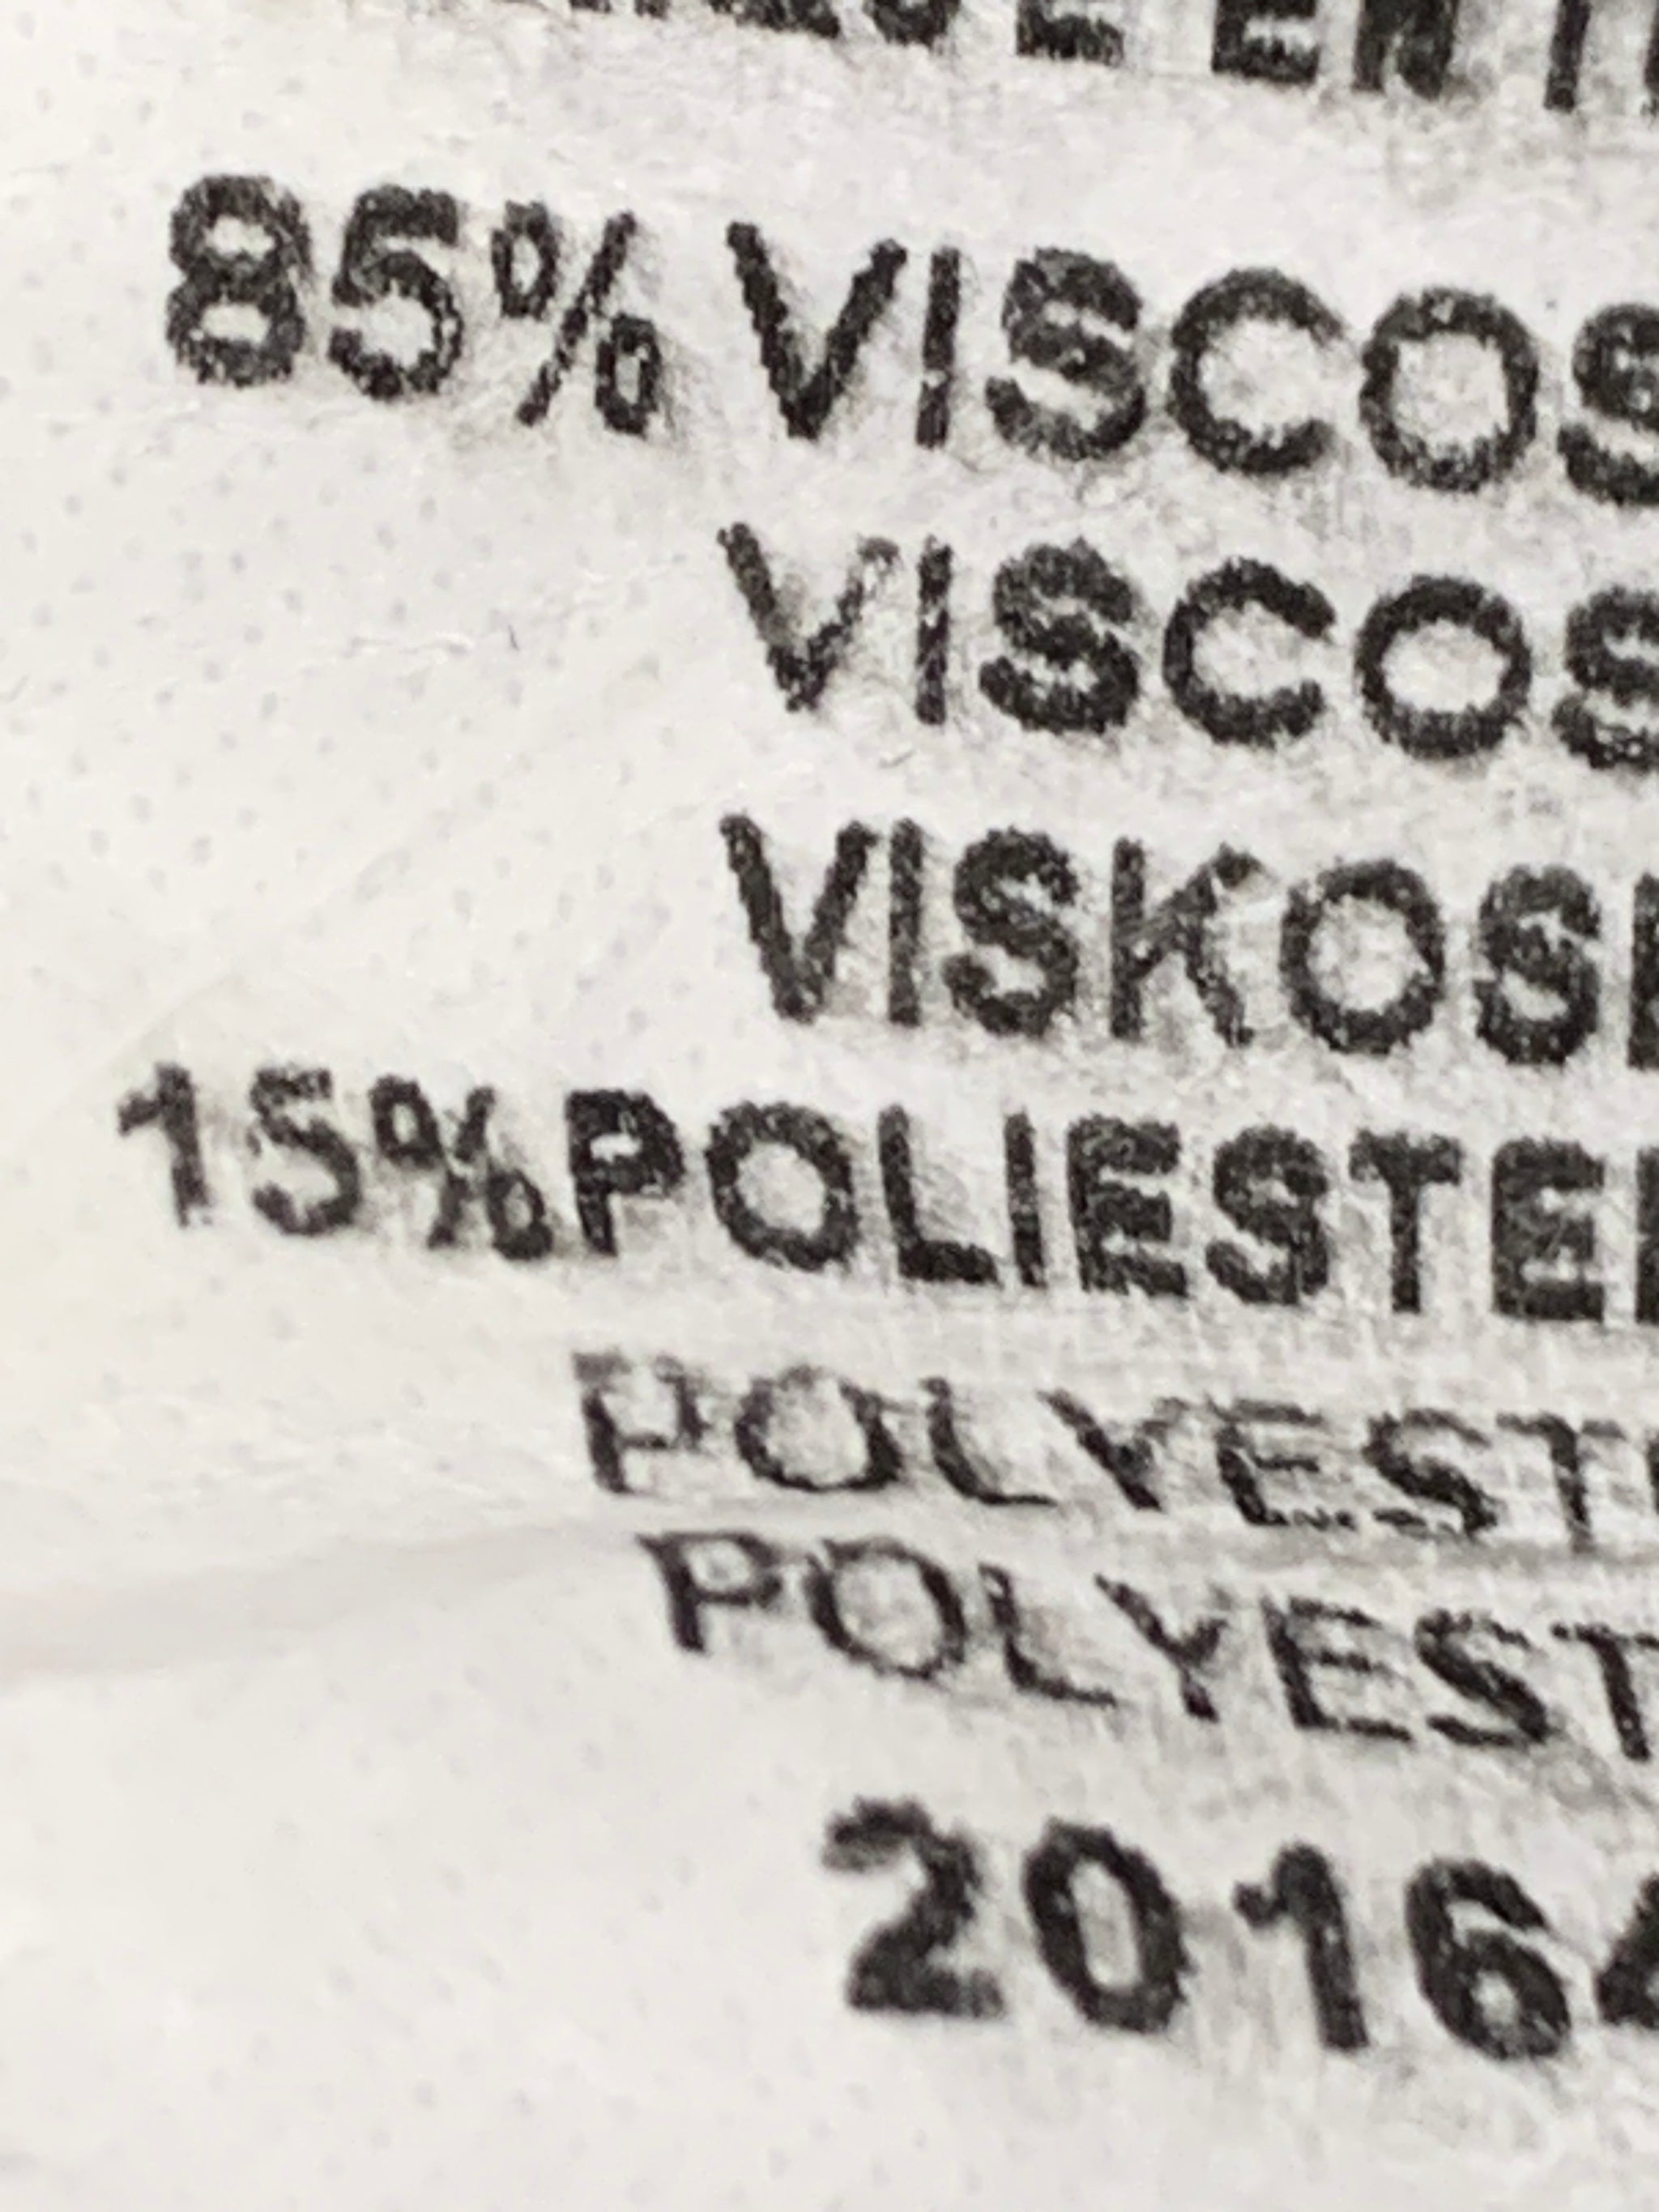 85% VISCOS
VISCOS
VISKOS
15% POLIESTE
POLYEST
POLYEST
2016